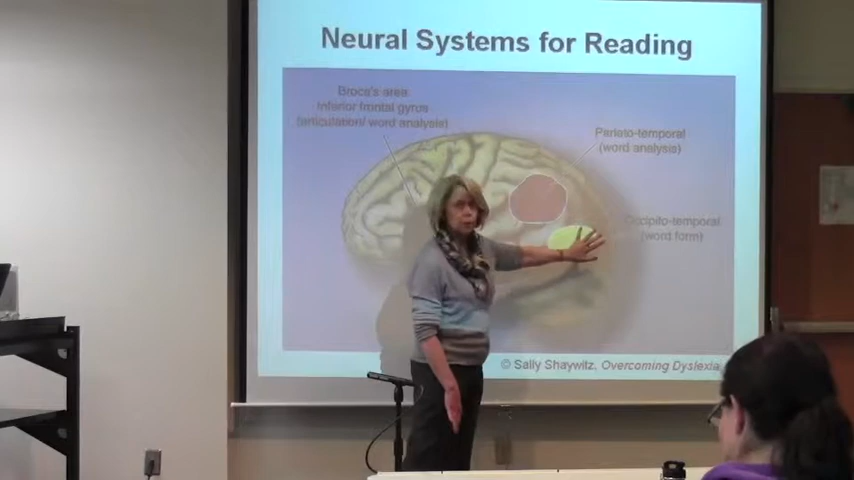 Neural Systems for Reading
Broca's area
Inferior frontal gyrus
(articulation/ word analysis)
Parieto-temporal
(word analysis)
Occipito-temporal
(word form)
© Sally Shaywitz, Overcoming Dyslexia